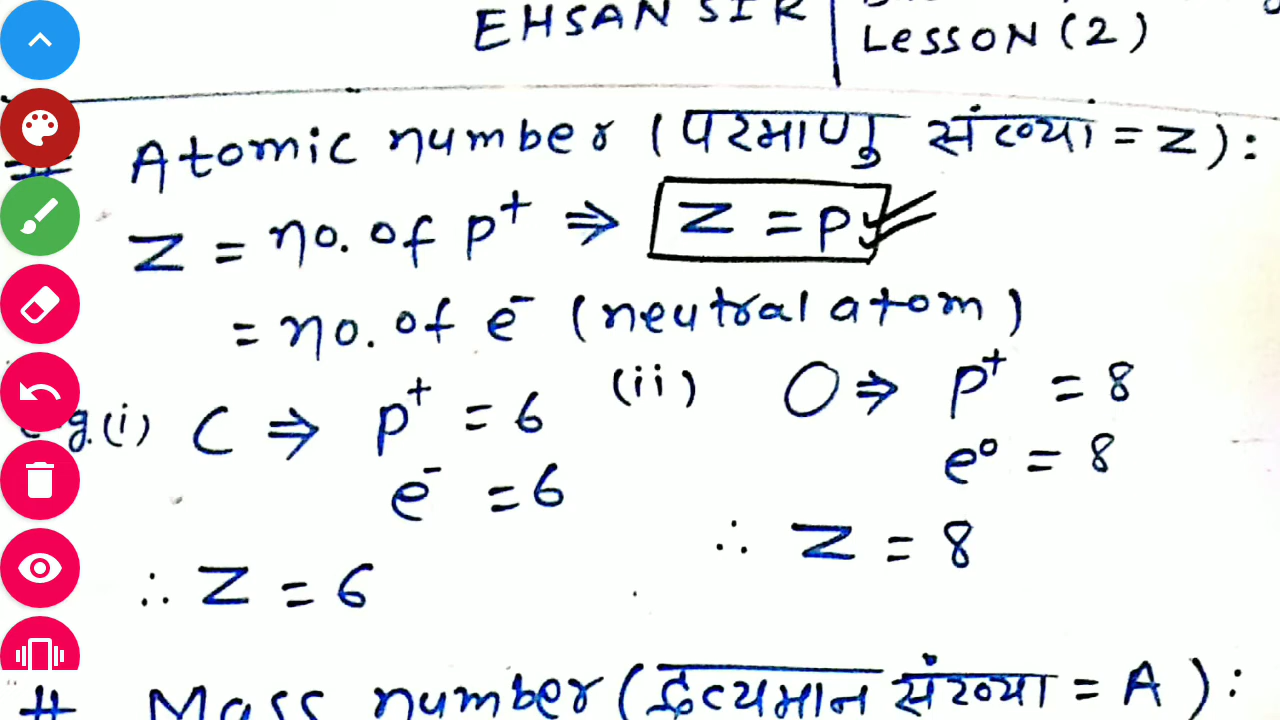 EHSAN SIR
Lesson (2)
# Atomic number (परमाणु संख्या = Z):
Z = no. of p⁺ ⇒ Z = p
= no. of e⁻ (neutral atom)
e.g.(i) C ⇒ p⁺ = 6
e⁻ = 6
∴ Z = 6
(ii) O ⇒ p⁺ = 8
e⁰ = 8
∴ Z = 8
# Mass number (द्रव्यमान संख्या = A):